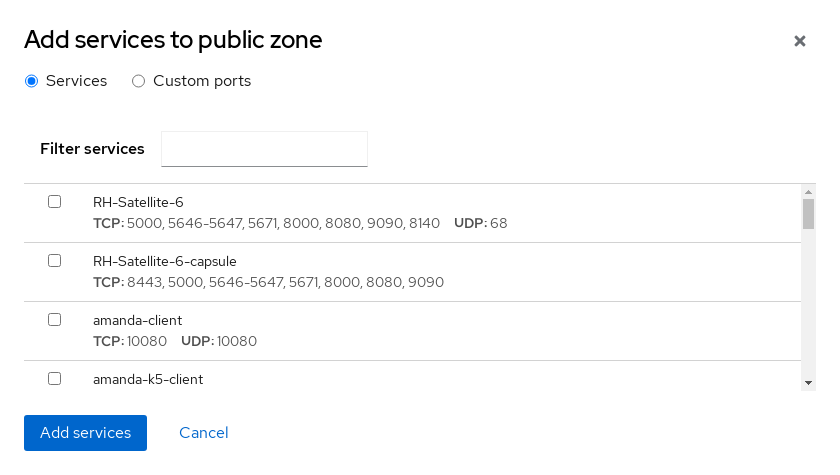 Add services to public zone
Services Custom ports
Filter services
RH-Satellite-6
TCP: 5000, 5646-5647, 5671, 8000, 8080, 9090, 8140 UDP: 68
RH-Satellite-6-capsule
TCP: 8443, 5000, 5646-5647, 5671, 8000, 8080, 9090
amanda-client
TCP: 10080 UDP: 10080
amanda-k5-client
Add services Cancel